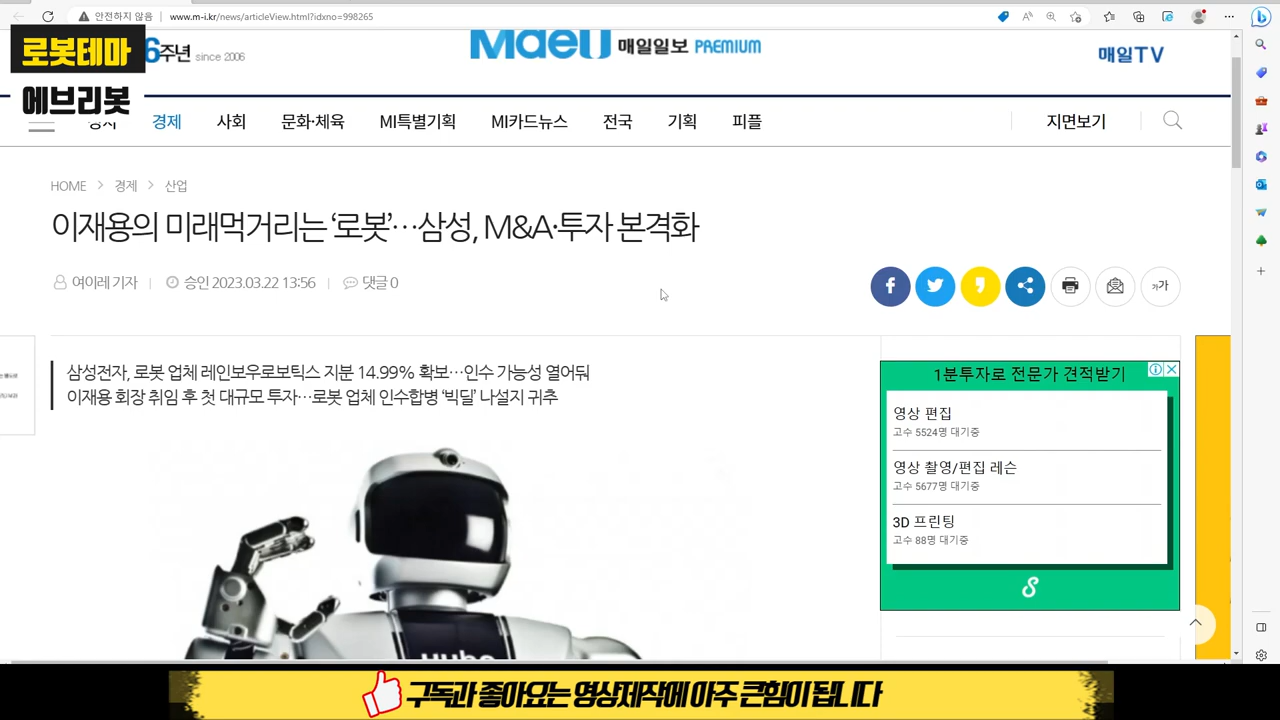 안전하지 않음 www.m-i.kr/news/articleView.html?idxno=998265
로봇테마
에브리봇
6주년 since 2006
MaeIl 매일일보 PREMIUM
매일TV
경제 사회 문화·체육 MI특별기획 MI카드뉴스 전국 기획 피플 지면보기
HOME > 경제 > 산업
이재용의 미래먹거리는 ‘로봇’…삼성, M&A·투자 본격화
여이레 기자 승인 2023.03.22 13:56 댓글 0
가가
삼성전자, 로봇 업체 레인보우로보틱스 지분 14.99% 확보…인수 가능성 열어둬
이재용 회장 취임 후 첫 대규모 투자…로봇 업체 인수합병 ‘빅딜’ 나설지 귀추
1분투자로 전문가 견적받기
영상 편집
고수 5524명 대기중
영상 촬영/편집 레슨
고수 5677명 대기중
3D 프린팅
고수 88명 대기중
구독과 좋아요는 영상제작에 아주 큰힘이 됩니다